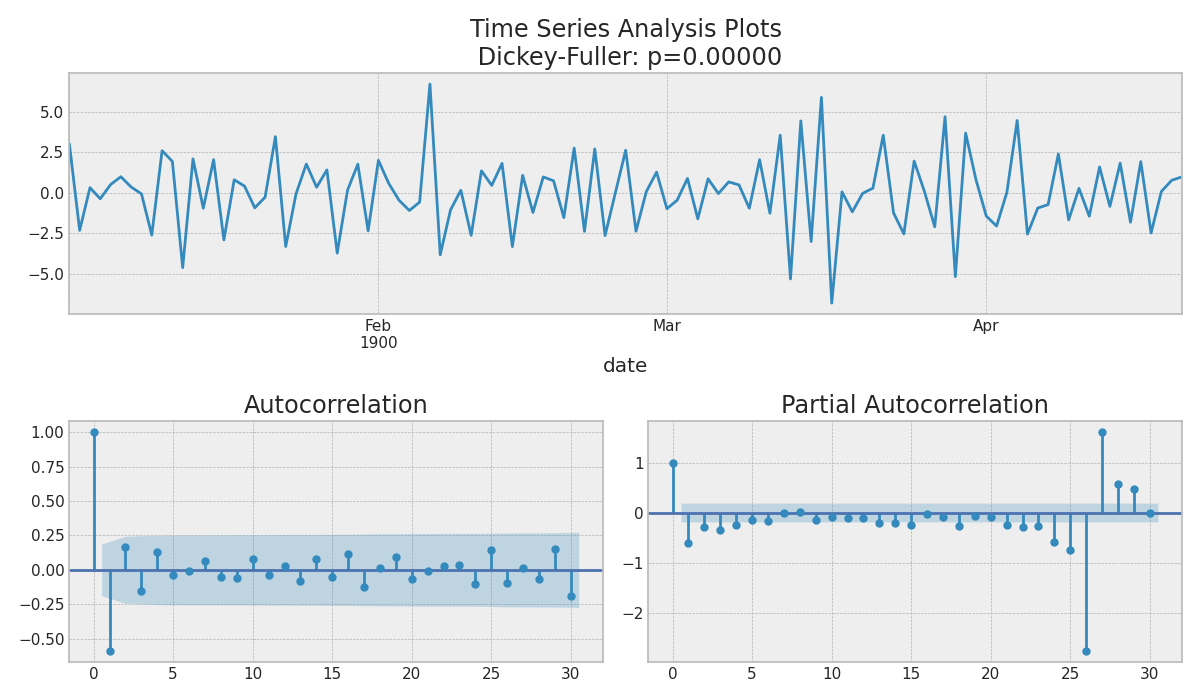 Time Series Analysis Plots
Dickey-Fuller: p=0.00000
5.0
2.5
0.0
−2.5
−5.0
Feb
1900
Mar
Apr
date
Autocorrelation
1.00
0.75
0.50
0.25
0.00
−0.25
−0.50
0 5 10 15 20 25 30
Partial Autocorrelation
1
0
−1
−2
0 5 10 15 20 25 30